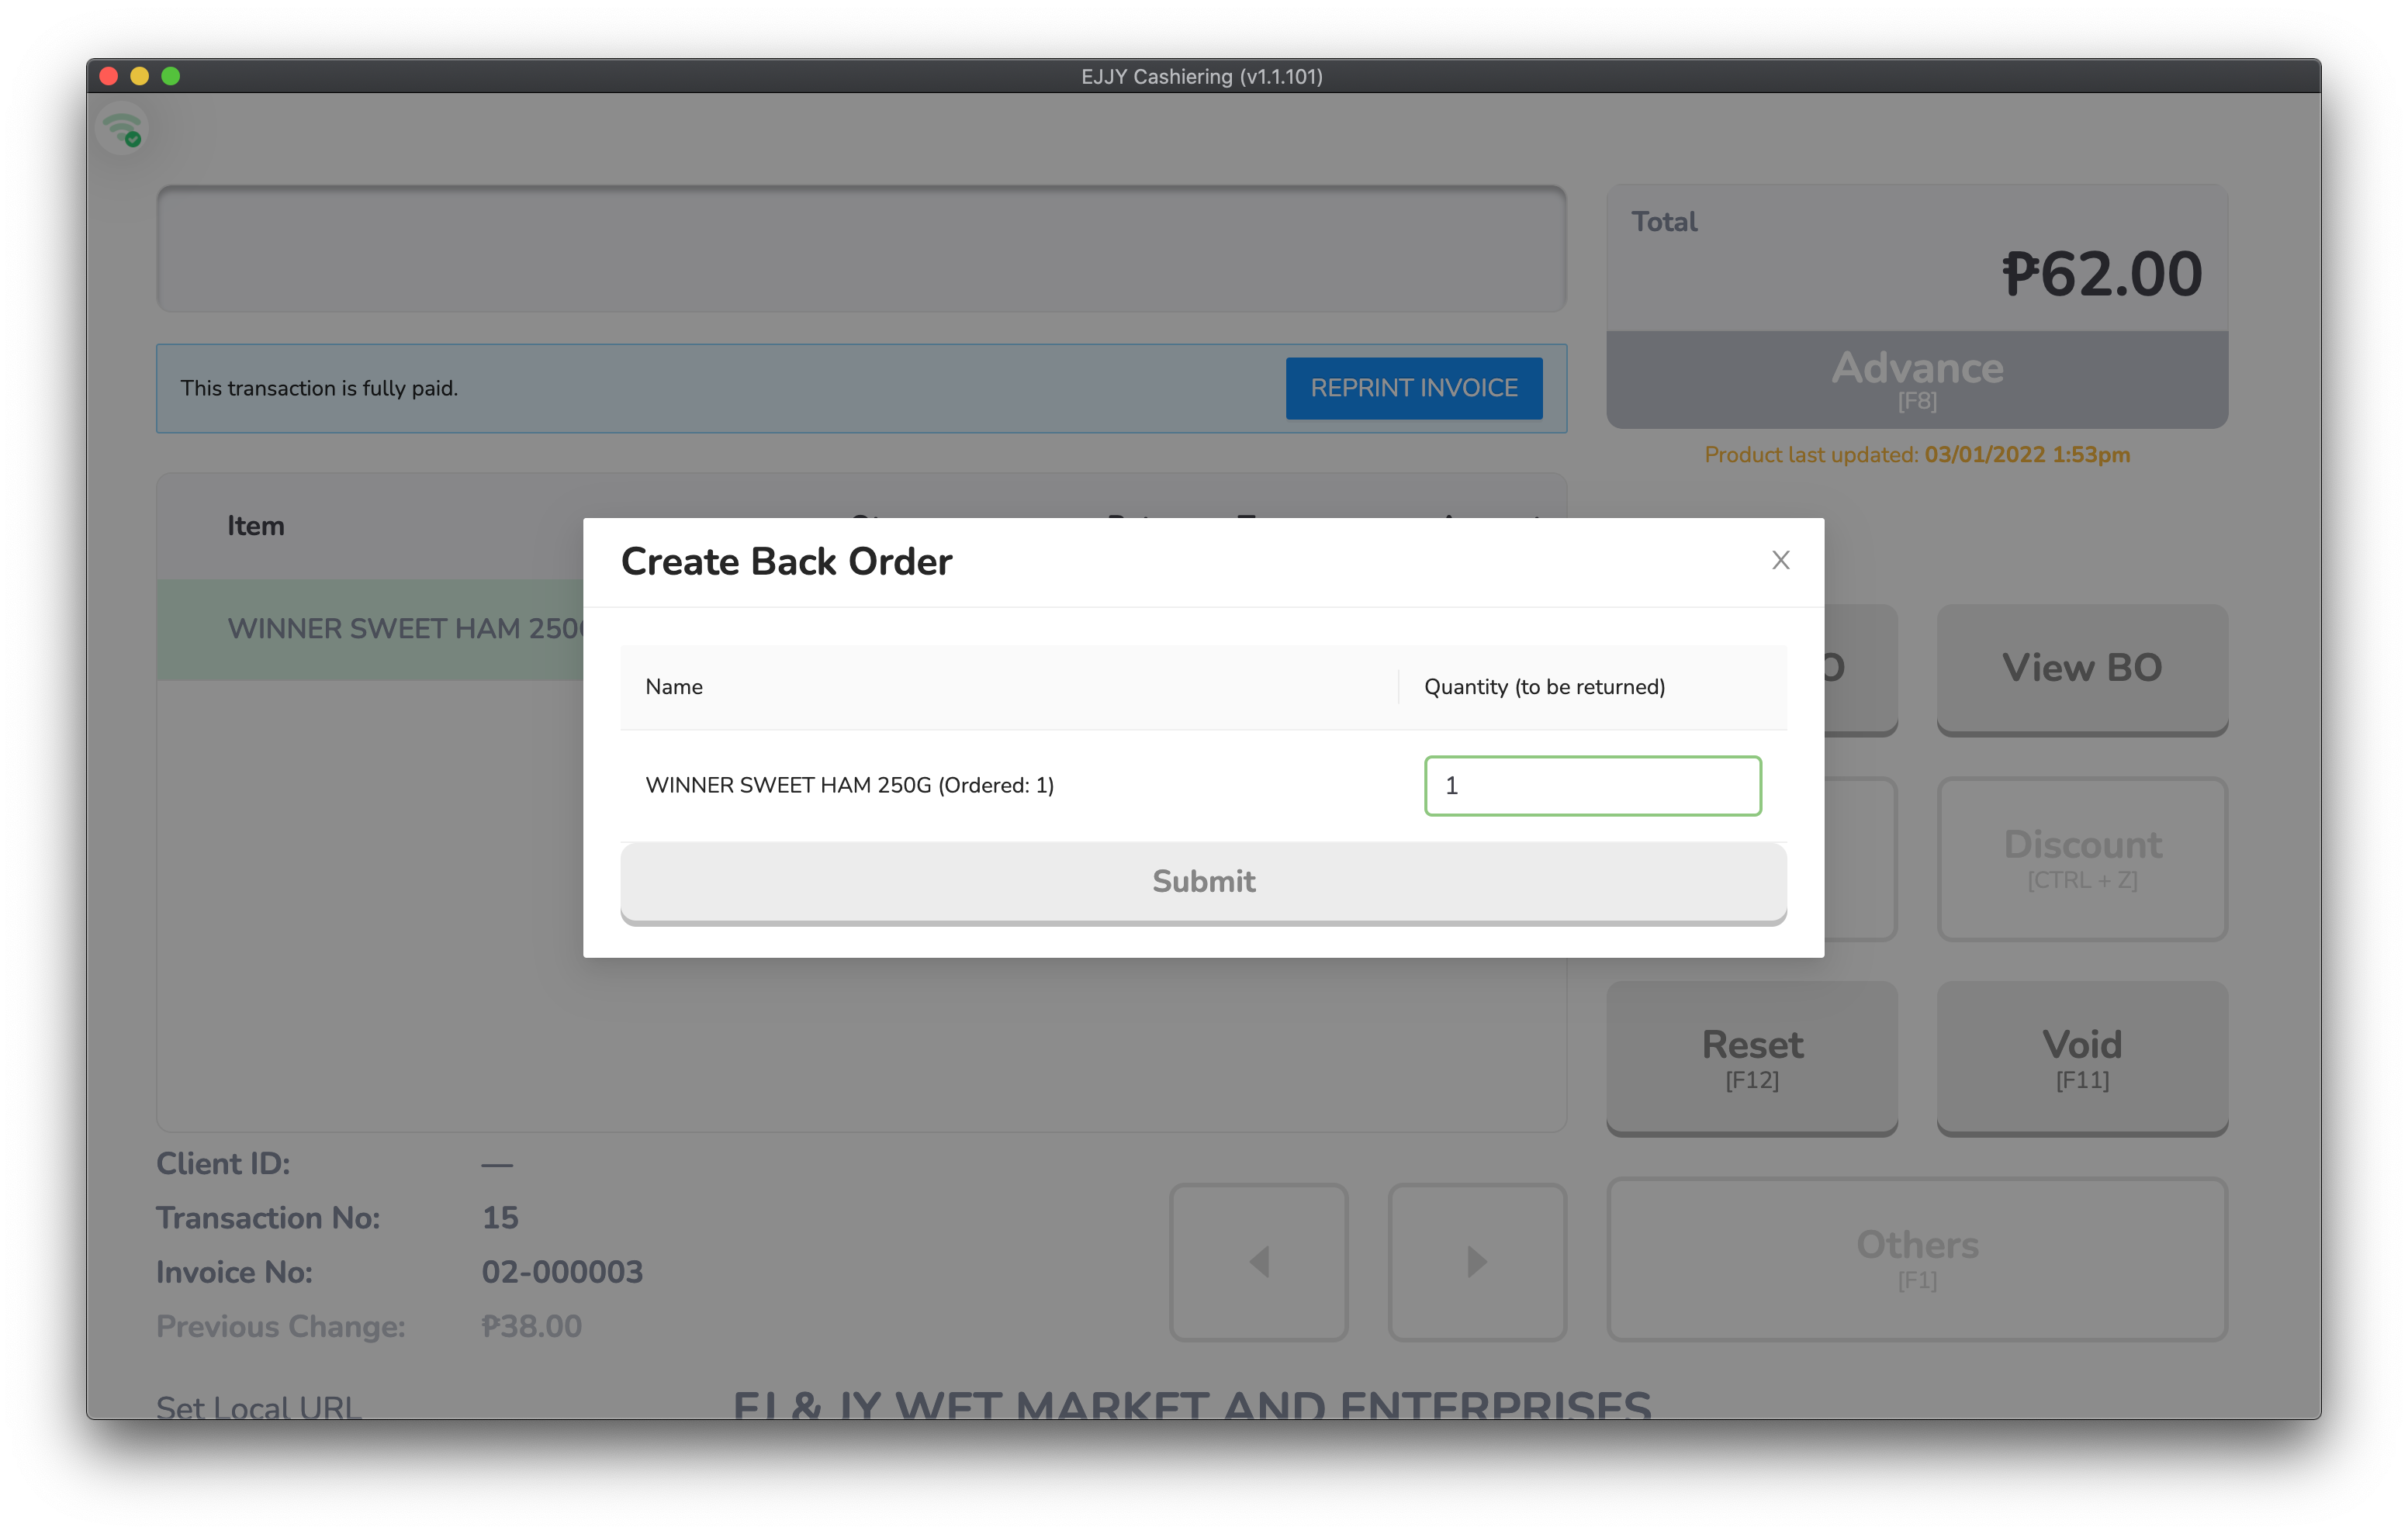 EJJY Cashiering (v1.1.101)
Total
₱62.00
This transaction is fully paid.
REPRINT INVOICE
Advance
[F8]
Product last updated: 03/01/2022 1:53pm
Item
Create Back Order
X
WINNER SWEET HAM 250G
View BO
Name
Quantity (to be returned)
WINNER SWEET HAM 250G (Ordered: 1)
1
Discount
[CTRL + Z]
Submit
Reset
[F12]
Void
[F11]
Client ID:
—
Transaction No:
15
Invoice No:
02-000003
Others
[F1]
Previous Change:
₱38.00
Set Local URL
EJ & JY WET MARKET AND ENTERPRISES